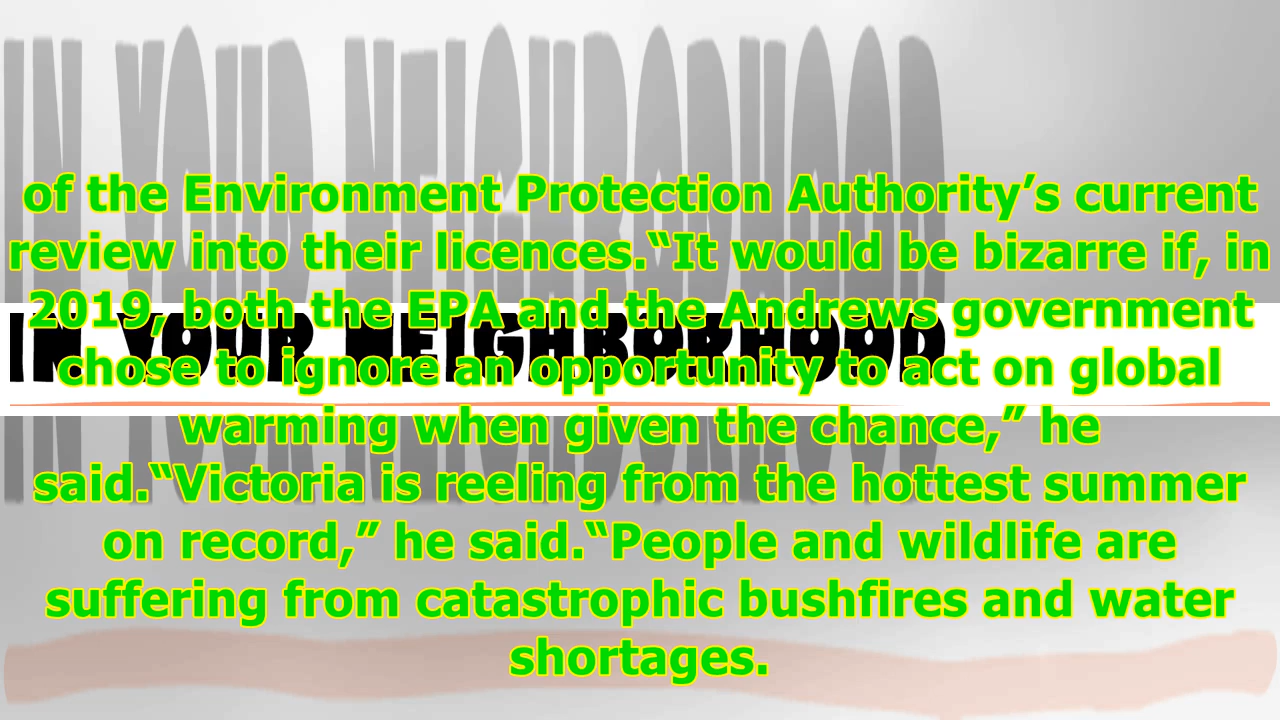 of the Environment Protection Authority’s current
review into their licences.“It would be bizarre if, in
2019, both the EPA and the Andrews government
chose to ignore an opportunity to act on global
warming when given the chance,” he
said.“Victoria is reeling from the hottest summer
on record,” he said.“People and wildlife are
suffering from catastrophic bushfires and water
shortages.
IN YOUR NEIGHBORHOOD